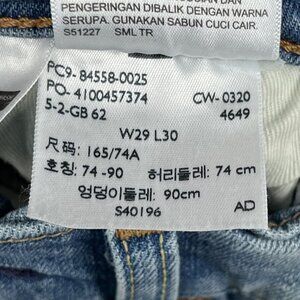 PENGERINGAN DIBALIK DENGAN WARNA
SERUPA. GUNAKAN SABUN CUCI CAIR.
S51227 SML TR
PC9- 84558-0025
PO- 4100457374 CW- 0320
5-2-GB 62 4649
W29 L30
尺码: 165/74A
호칭: 74 -90 허리둘레: 74 cm
엉덩이둘레: 90cm
S40196 AD